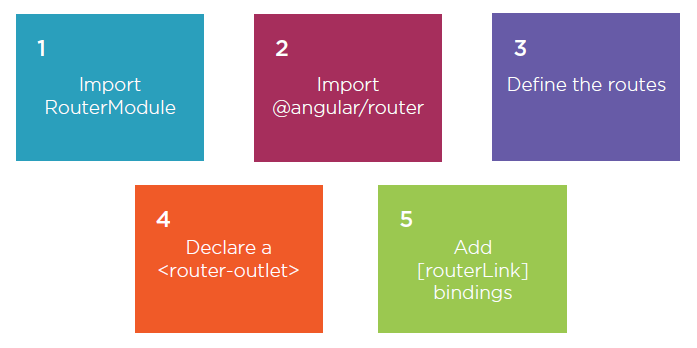 1
Import
RouterModule
2
Import
@angular/router
3
Define the routes
4
Declare a
<router-outlet>
5
Add
[routerLink]
bindings